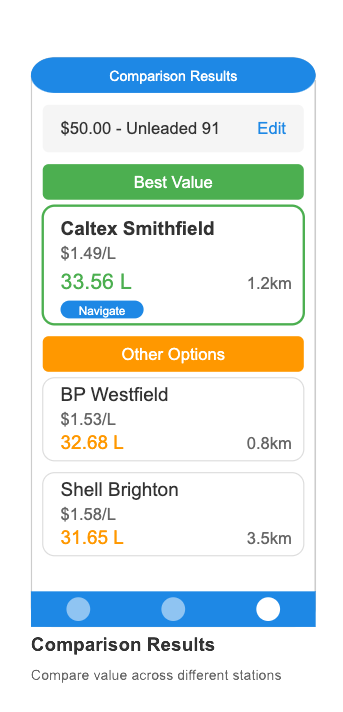 Comparison Results
$50.00 - Unleaded 91 Edit
Best Value
Caltex Smithfield
$1.49/L
33.56 L 1.2km
Navigate
Other Options
BP Westfield
$1.53/L
32.68 L 0.8km
Shell Brighton
$1.58/L
31.65 L 3.5km
Comparison Results
Compare value across different stations